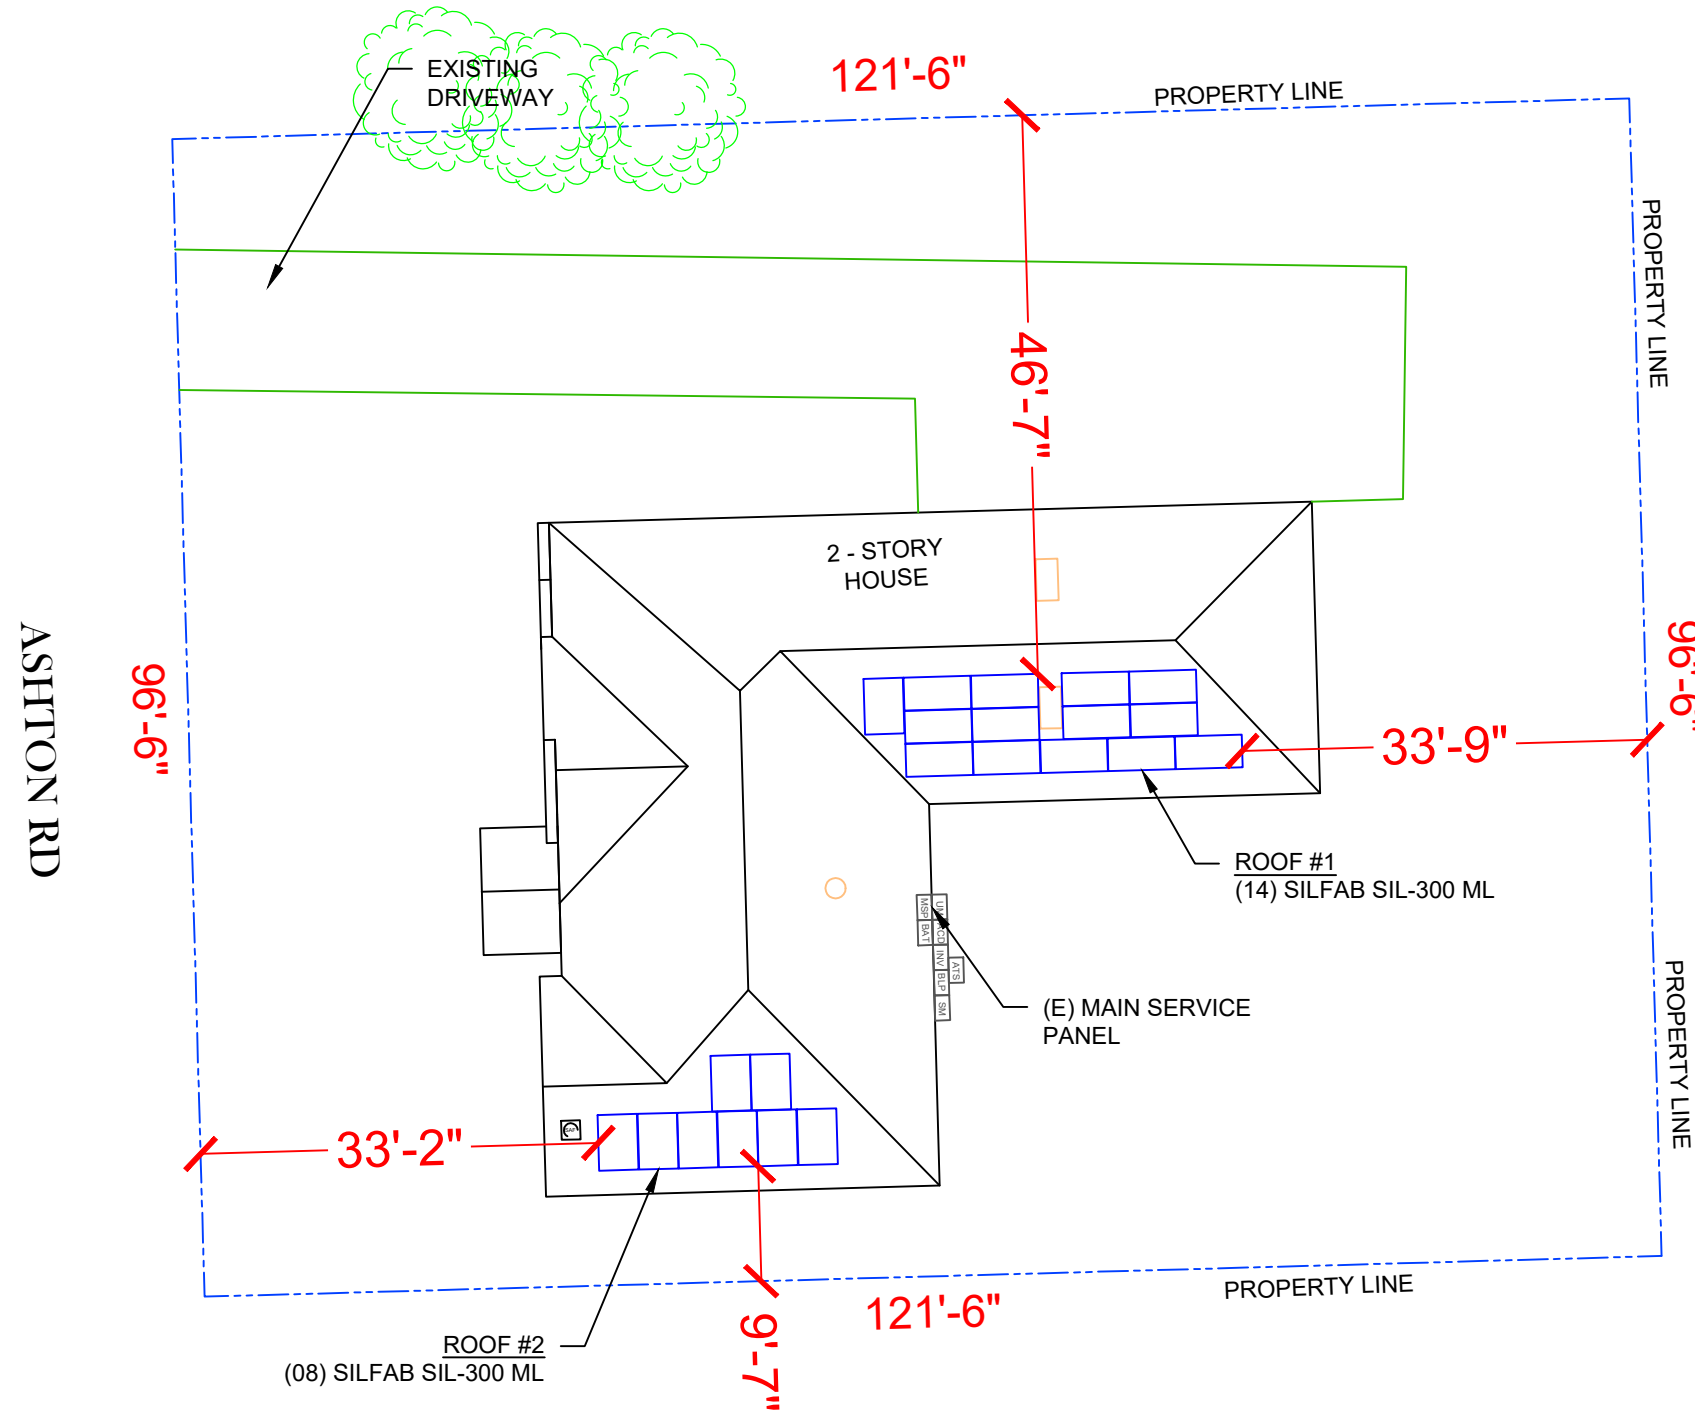 121'-6"
EXISTING
DRIVEWAY
PROPERTY LINE
PROPERTY LINE
46'-7"
2 - STORY
HOUSE
ASHTON RD
96'-6"
96'-6"
33'-9"
ROOF #1
(14) SILFAB SIL-300 ML
MSP
BAT
INV
BLP
SM
ATS
(E) MAIN SERVICE
PANEL
PROPERTY LINE
33'-2"
PROPERTY LINE
121'-6"
9'-7"
ROOF #2
(08) SILFAB SIL-300 ML